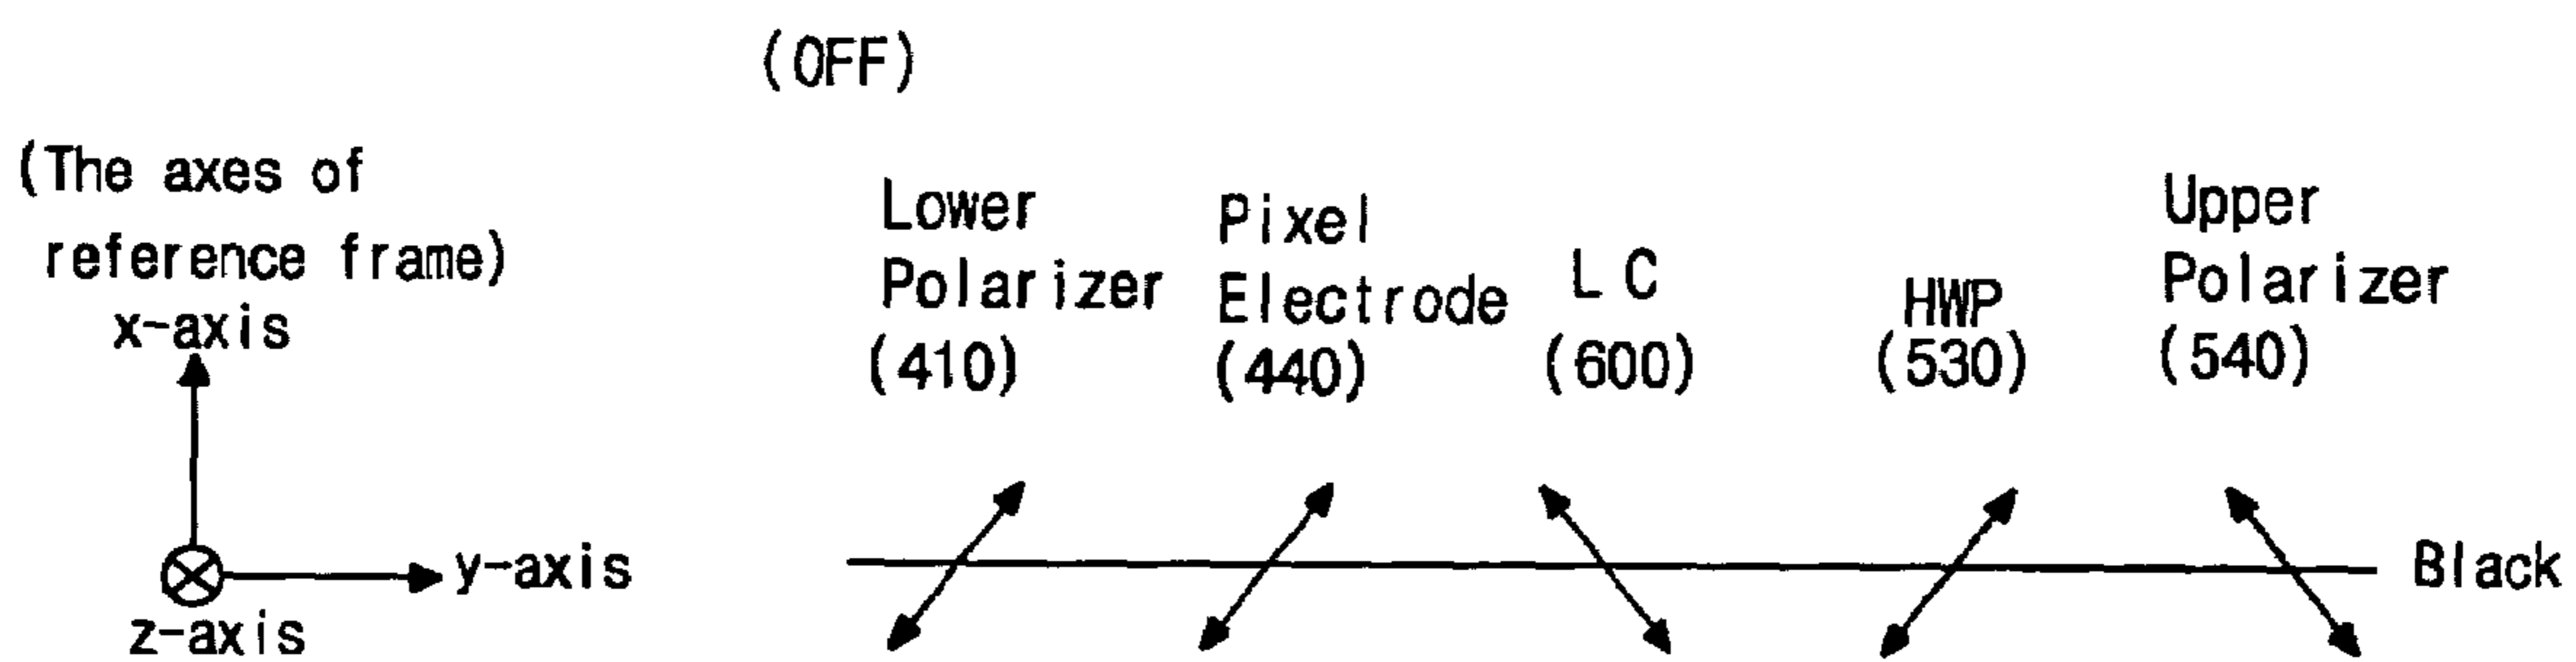 (OFF)
(The axes of
reference frame)
x-axis
y-axis
z-axis
Lower
Polarizer
(410)
Pixel
Electrode
(440)
LC
(600)
HWP
(530)
Upper
Polarizer
(540)
Black